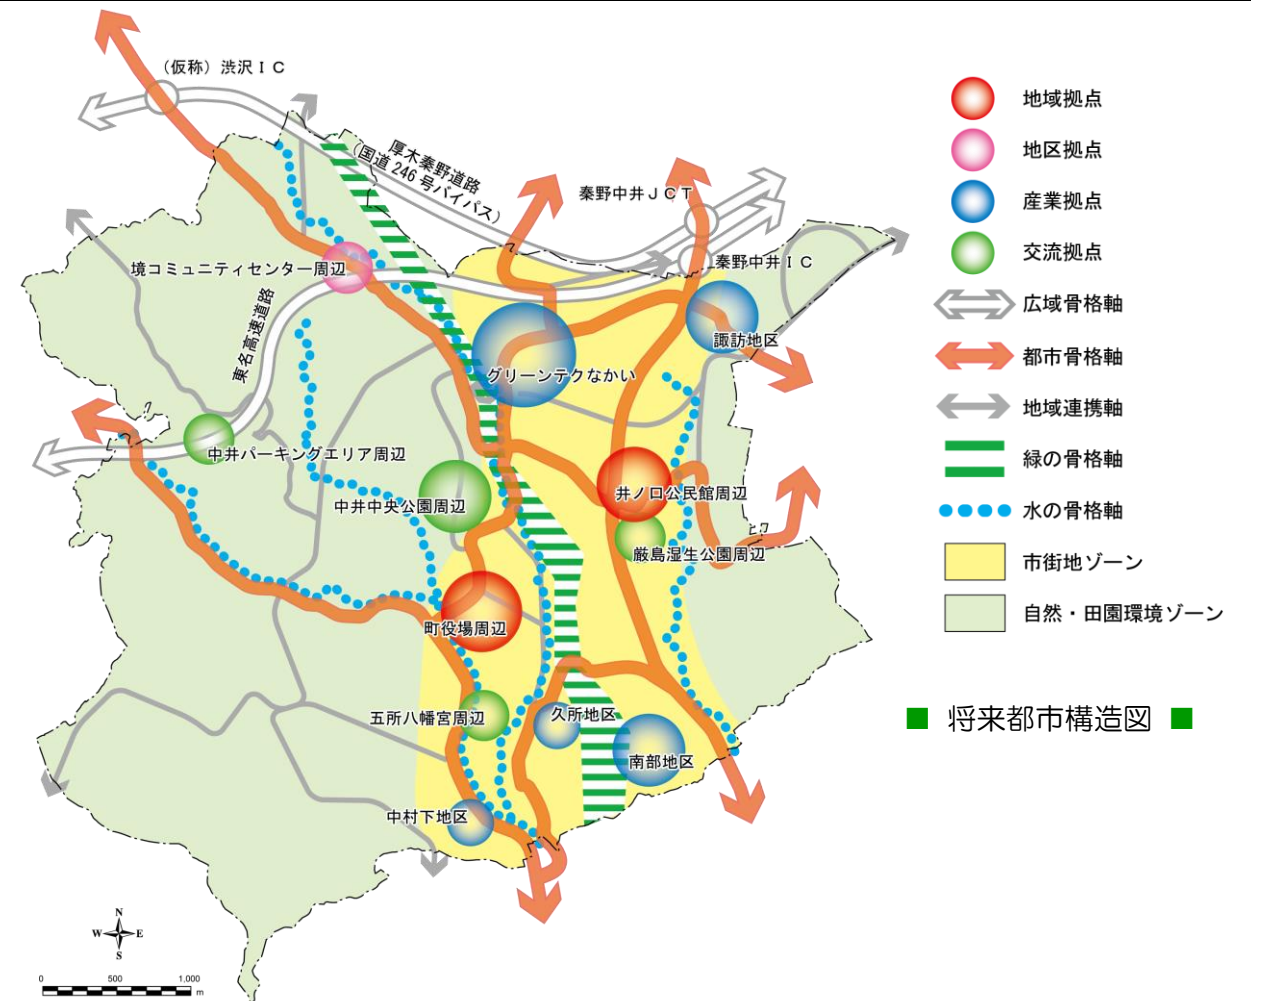 （仮称）渋沢ＩＣ
厚木秦野道路
（国道246号バイパス）
秦野中井ＪＣＴ
秦野中井ＩＣ
境コミュニティセンター周辺
東名高速道路
諏訪地区
グリーンテクなかい
中井パーキングエリア周辺
中井中央公園周辺
井ノ口公民館周辺
厳島湿生公園周辺
町役場周辺
五所八幡宮周辺
久所地区
南部地区
中村下地区
地域拠点
地区拠点
産業拠点
交流拠点
広域骨格軸
都市骨格軸
地域連携軸
緑の骨格軸
水の骨格軸
市街地ゾーン
自然・田園環境ゾーン
■ 将来都市構造図 ■
N
W E
S
0 500 1,000
m